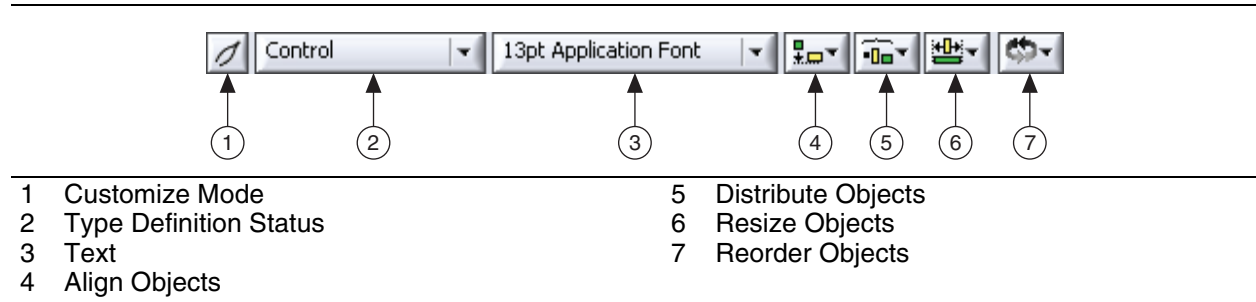 Control 13pt Application Font
1 2 3 4 5 6 7
1 Customize Mode
2 Type Definition Status
3 Text
4 Align Objects
5 Distribute Objects
6 Resize Objects
7 Reorder Objects